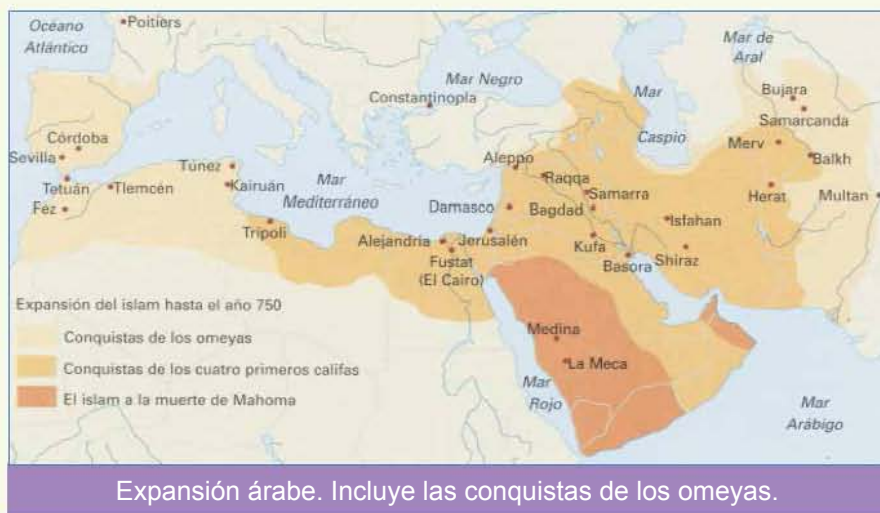 Océano
Atlántico
Poitiers
Mar de
Aral
Mar Negro
Constantinopla
Mar
Caspio
Bujara
Samarcanda
Córdoba
Sevilla
Túnez
Aleppo
Merv
Balkh
Tetuán
Tlemcén
Kairuán
Mar
Mediterráneo
Raqqa
Samarra
Herat
Multan
Fez
Damasco
Bagdad
Isfahan
Trípoli
Alejandría
Jerusalén
Kufa
Shiraz
Fustat
(El Cairo)
Basora
Expansión del islam hasta el año 750
Conquistas de los omeyas
Medina
Conquistas de los cuatro primeros califas
La Meca
El islam a la muerte de Mahoma
Mar
Rojo
Mar
Arábigo
Expansión árabe. Incluye las conquistas de los omeyas.